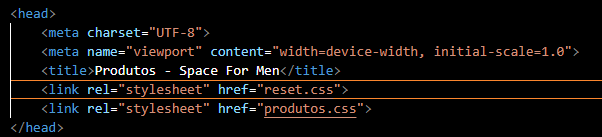 <head>
<meta charset="UTF-8">
<meta name="viewport" content="width=device-width, initial-scale=1.0">
<title>Produtos - Space For Men</title>
<link rel="stylesheet" href="reset.css">
<link rel="stylesheet" href="produtos.css">
</head>